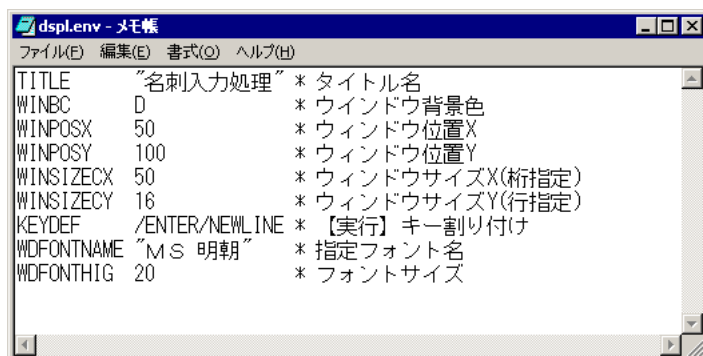 dspl.env - メモ帳
ファイル(F) 編集(E) 書式(O) ヘルプ(H)
TITLE "名刺入力処理" * タイトル名
WINBC D * ウインドウ背景色
WINPOSX 50 * ウィンドウ位置X
WINPOSY 100 * ウィンドウ位置Y
WINSIZECX 50 * ウィンドウサイズX(桁指定)
WINSIZECY 16 * ウィンドウサイズY(行指定)
KEYDEF /ENTER/NEWLINE * 【実行】キー割り付け
WDFONTNAME "ＭＳ 明朝" * 指定フォント名
WDFONTHIG 20 * フォントサイズ